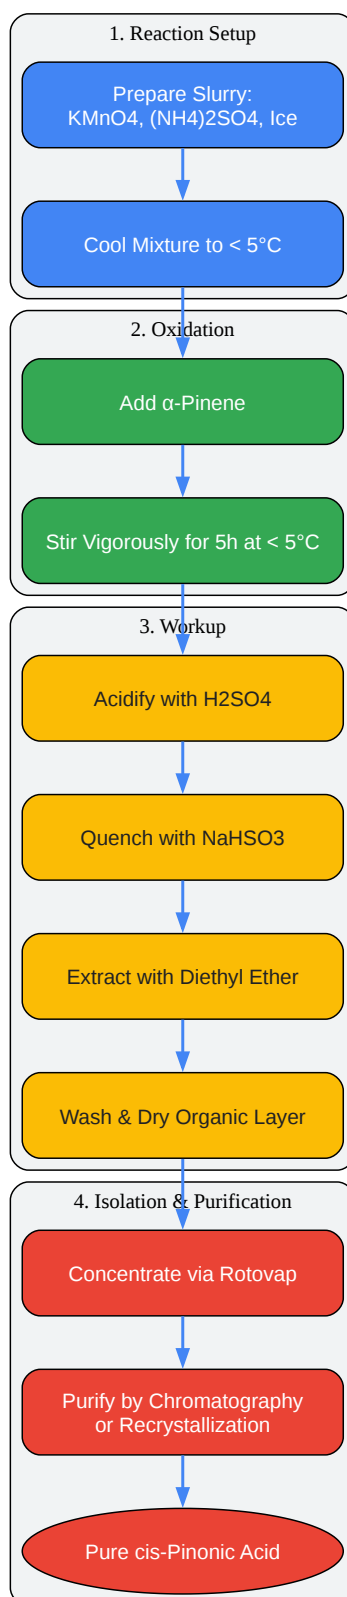 1. Reaction Setup
Prepare Slurry:
KMnO4, (NH4)2SO4, Ice
Cool Mixture to < 5°C
2. Oxidation
Add α-Pinene
Stir Vigorously for 5h at < 5°C
3. Workup
Acidify with H2SO4
Quench with NaHSO3
Extract with Diethyl Ether
Wash & Dry Organic Layer
4. Isolation & Purification
Concentrate via Rotovap
Purify by Chromatography
or Recrystallization
Pure cis-Pinonic Acid